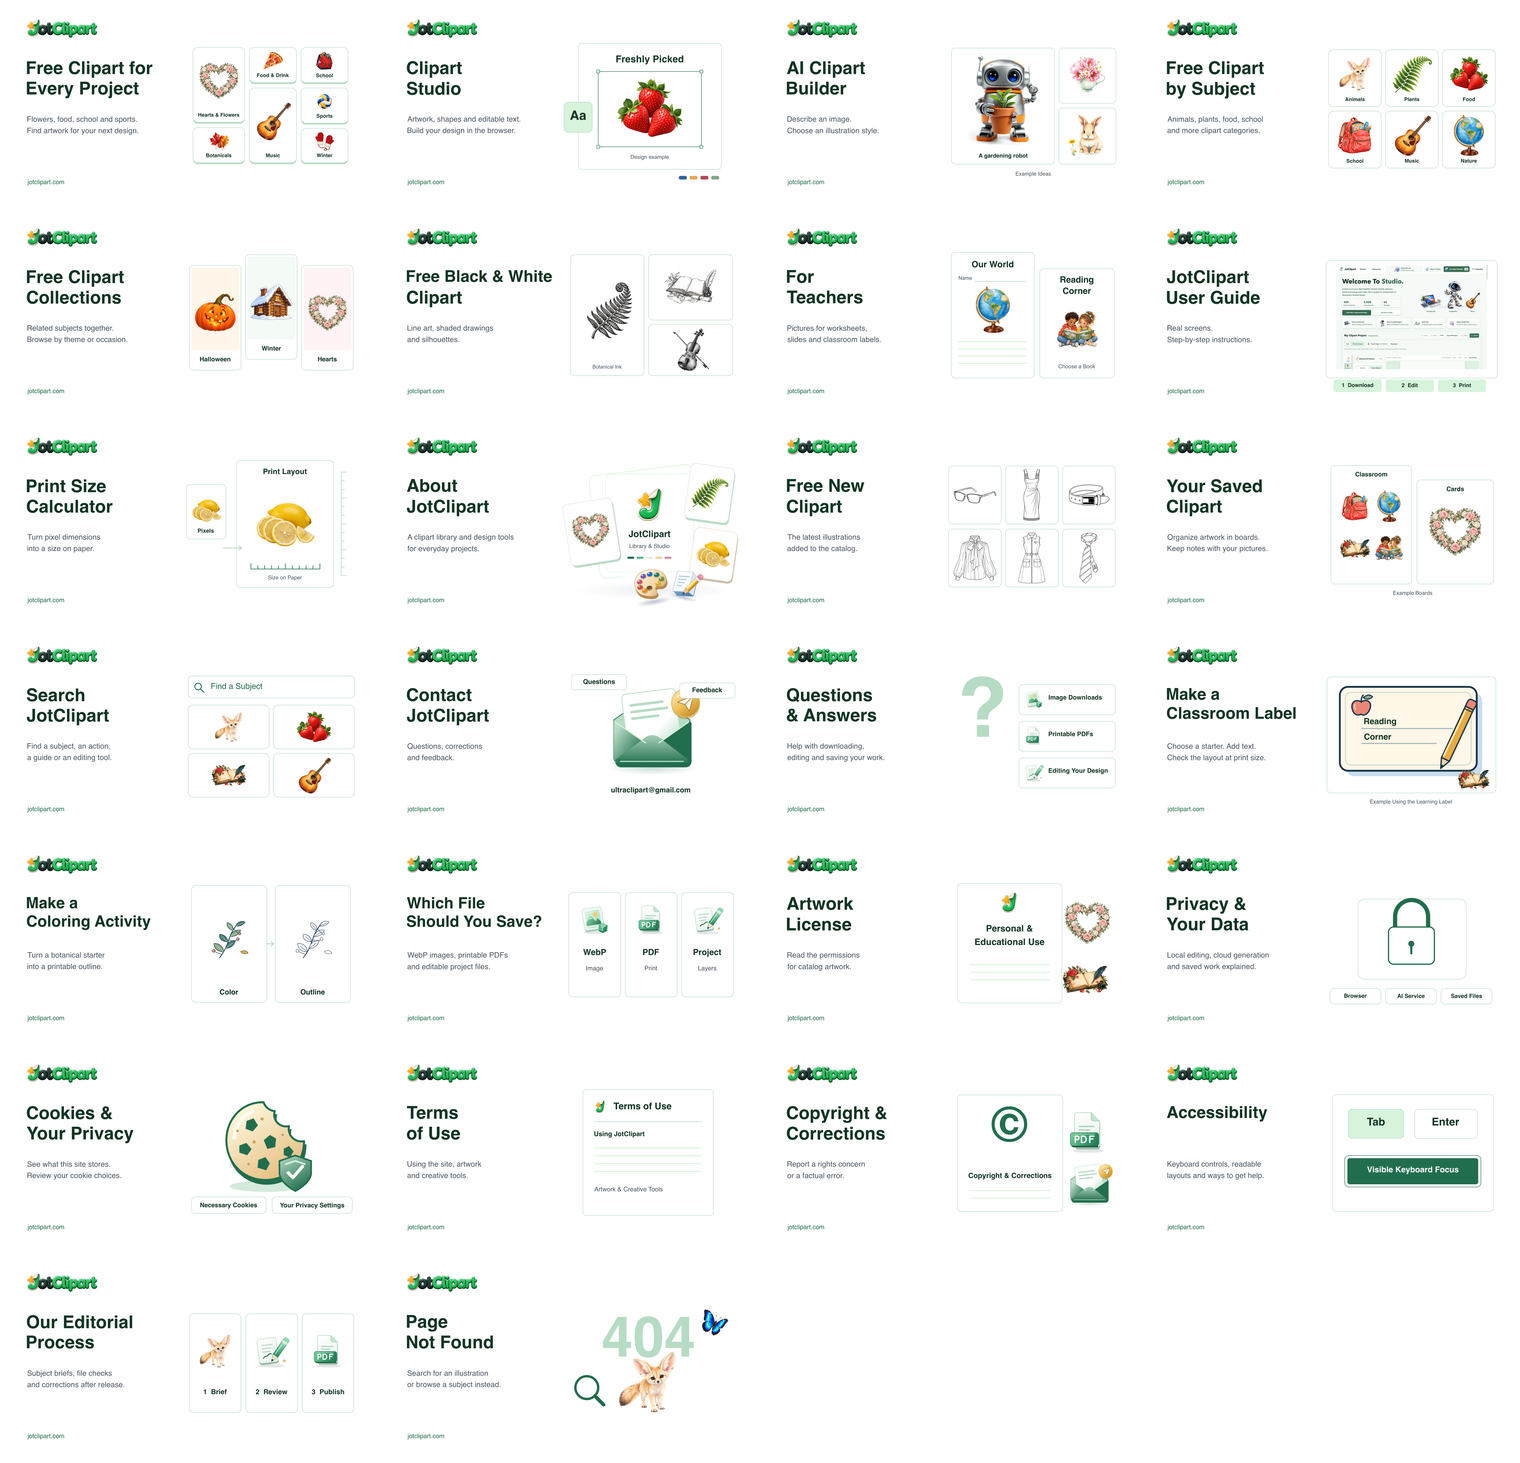 JotClipart
Free Clipart for
Every Project
Flowers, food, school and sports.
Find artwork for your next design.
jotclipart.com
Hearts & Flowers
Food & Drink
School
Sports
Botanicals
Music
Winter
JotClipart
Clipart
Studio
Artwork, shapes and editable text.
Build your design in the browser.
jotclipart.com
Freshly Picked
Aa
Design example
JotClipart
AI Clipart
Builder
Describe an image.
Choose an illustration style.
jotclipart.com
A gardening robot
Example Ideas
JotClipart
Free Clipart
by Subject
Animals, plants, food, school
and more clipart categories.
jotclipart.com
Animals
Plants
Food
School
Music
Nature
JotClipart
Free Clipart
Collections
Related subjects together.
Browse by theme or occasion.
jotclipart.com
Halloween
Winter
Hearts
JotClipart
Free Black & White
Clipart
Line art, shaded drawings
and silhouettes.
jotclipart.com
Botanical Ink
JotClipart
For
Teachers
Pictures for worksheets,
slides and classroom labels.
jotclipart.com
Our World
Name
Reading
Corner
Choose a Book
JotClipart
JotClipart
User Guide
Real screens.
Step-by-step instructions.
jotclipart.com
Welcome To Studio.
1 Download
2 Edit
3 Print
JotClipart
Print Size
Calculator
Turn pixel dimensions
into a size on paper.
jotclipart.com
Pixels
Print Layout
Size on Paper
JotClipart
About
JotClipart
A clipart library and design tools
for everyday projects.
jotclipart.com
JotClipart
Library & Studio
JotClipart
Free New
Clipart
The latest illustrations
added to the catalog.
jotclipart.com
JotClipart
Your Saved
Clipart
Organize artwork in boards.
Keep notes with your pictures.
jotclipart.com
Classroom
Cards
Example Boards
JotClipart
Search
JotClipart
Find a subject, an action,
a guide or an editing tool.
jotclipart.com
Find a Subject
JotClipart
Contact
JotClipart
Questions, corrections
and feedback.
jotclipart.com
Questions
Feedback
ultraclipart@gmail.com
JotClipart
Questions
& Answers
Help with downloading,
editing and saving your work.
jotclipart.com
?
Image Downloads
Printable PDFs
PDF
Editing Your Design
JotClipart
Make a
Classroom Label
Choose a starter. Add text.
Check the layout at print size.
jotclipart.com
Reading
Corner
Example Using the Learning Label
JotClipart
Make a
Coloring Activity
Turn a botanical starter
into a printable outline.
jotclipart.com
Color
Outline
JotClipart
Which File
Should You Save?
WebP images, printable PDFs
and editable project files.
jotclipart.com
WebP
Image
PDF
PDF
Print
Project
Layers
JotClipart
Artwork
License
Read the permissions
for catalog artwork.
jotclipart.com
Personal &
Educational Use
JotClipart
Privacy &
Your Data
Local editing, cloud generation
and saved work explained.
jotclipart.com
Browser
AI Service
Saved Files
JotClipart
Cookies &
Your Privacy
See what this site stores.
Review your cookie choices.
jotclipart.com
Necessary Cookies
Your Privacy Settings
JotClipart
Terms
of Use
Using the site, artwork
and creative tools.
jotclipart.com
Terms of Use
Using JotClipart
Artwork & Creative Tools
JotClipart
Copyright &
Corrections
Report a rights concern
or a factual error.
jotclipart.com
©
Copyright & Corrections
PDF
JotClipart
Accessibility
Keyboard controls, readable
layouts and ways to get help.
jotclipart.com
Tab
Enter
Visible Keyboard Focus
JotClipart
Our Editorial
Process
Subject briefs, file checks
and corrections after release.
jotclipart.com
1 Brief
2 Review
PDF
3 Publish
JotClipart
Page
Not Found
Search for an illustration
or browse a subject instead.
jotclipart.com
404